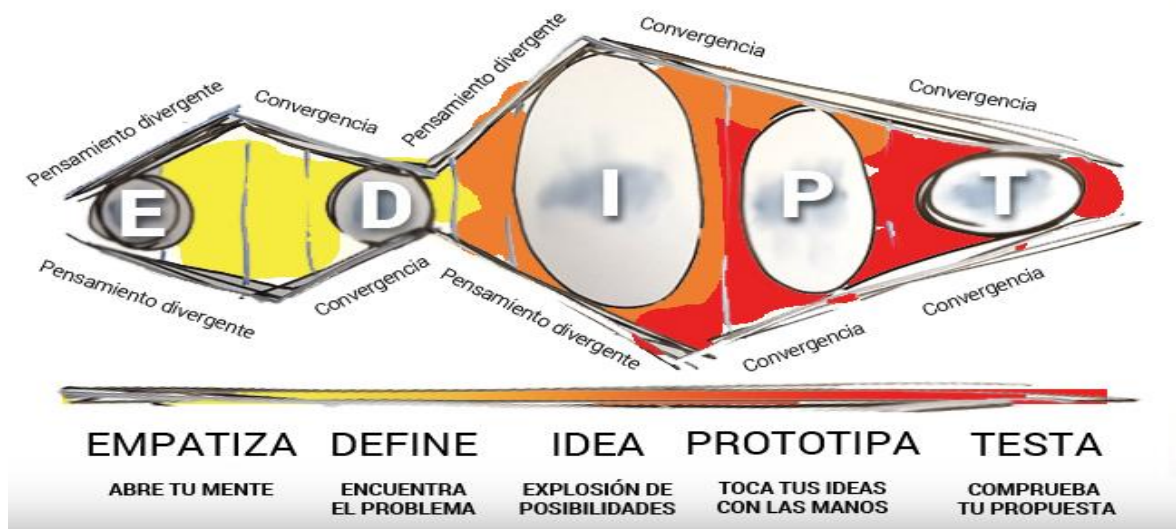 Pensamiento divergente
Convergencia
Pensamiento divergente
Convergencia
Convergencia
E
D
I
P
T
Pensamiento divergente
Convergencia
Pensamiento divergente
Convergencia
Convergencia
EMPATIZA
DEFINE
IDEA
PROTOTIPA
TESTA
ABRE TU MENTE
ENCUENTRA
EL PROBLEMA
EXPLOSIÓN DE
POSIBILIDADES
TOCA TUS IDEAS
CON LAS MANOS
COMPRUEBA
TU PROPUESTA